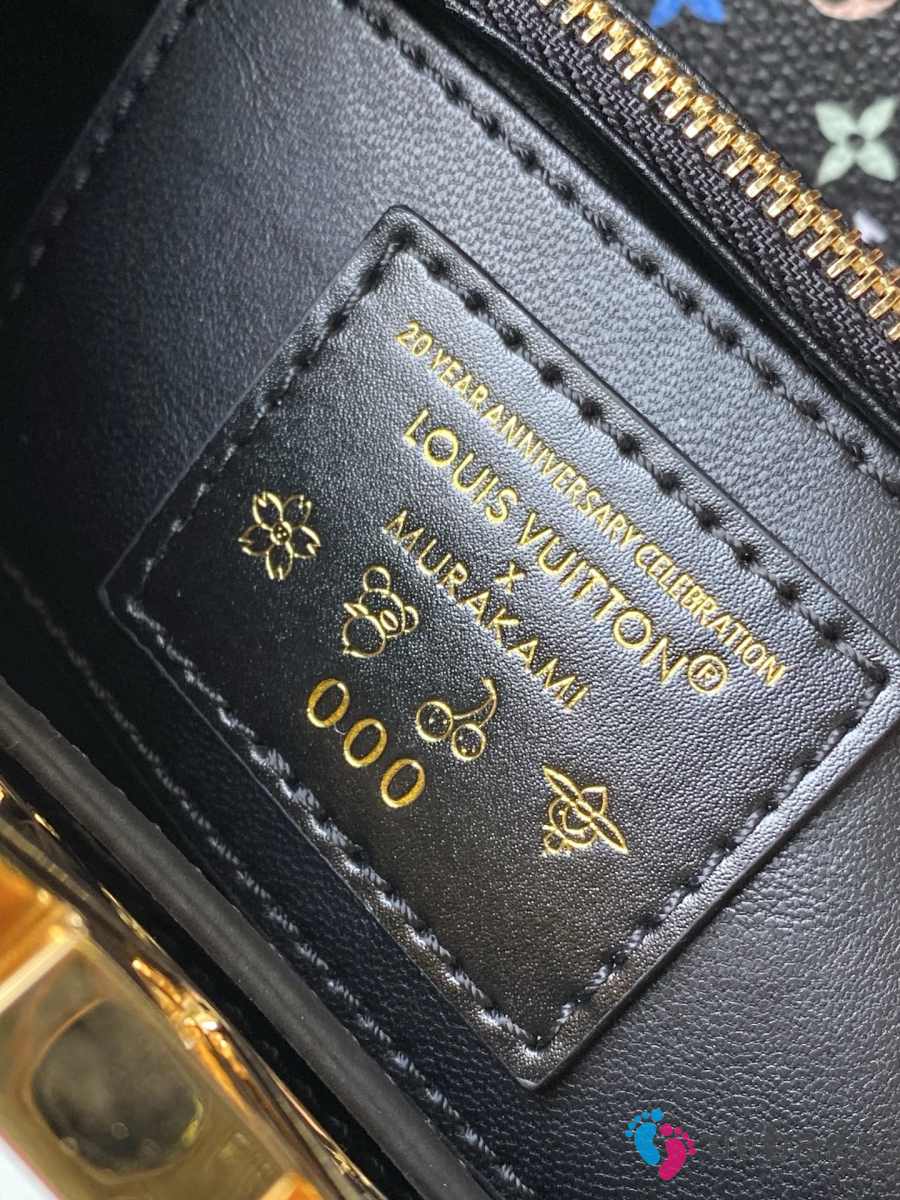 20 YEAR ANNIVERSARY CELEBRATION
LOUIS VUITTON®
X
MURAKAMI
000